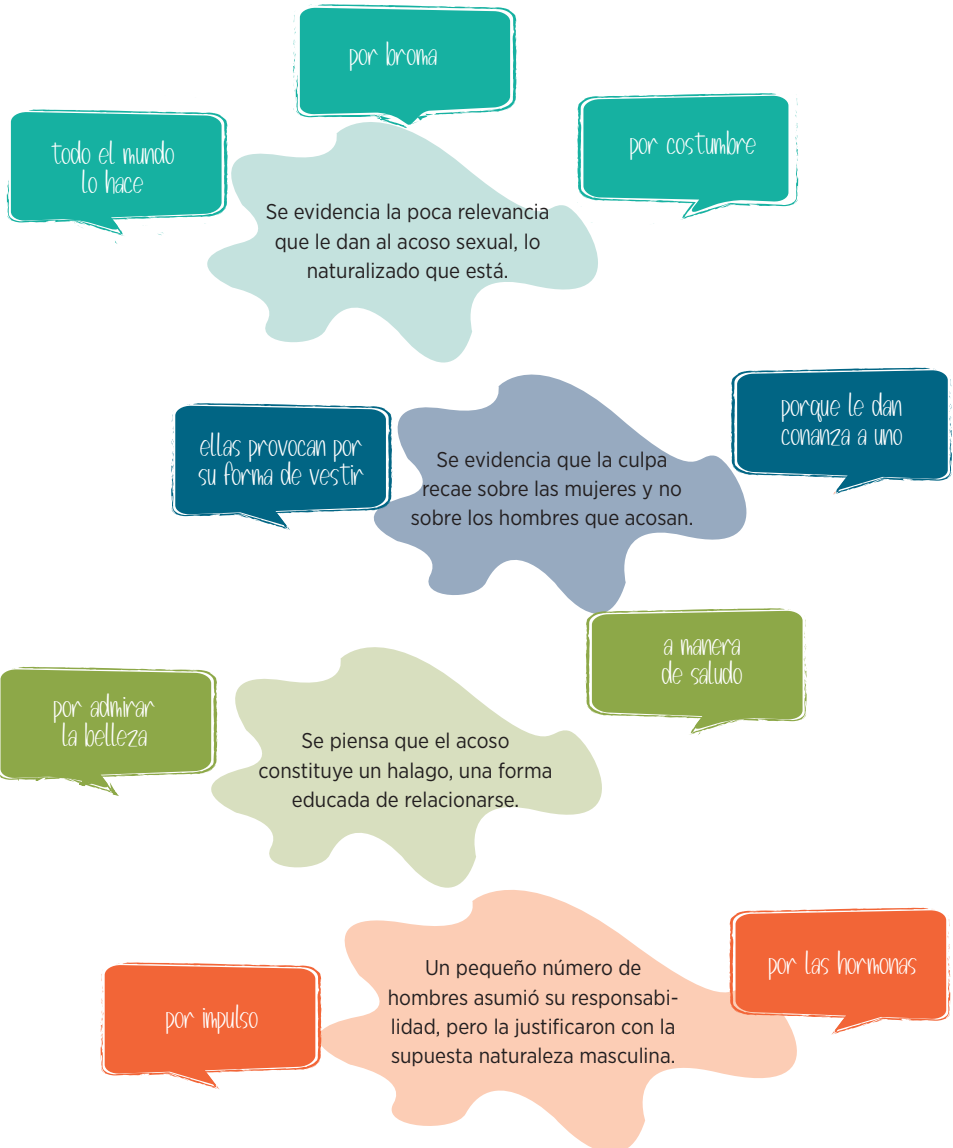 por broma
todo el mundo
lo hace
por costumbre
Se evidencia la poca relevancia
que le dan al acoso sexual, lo
naturalizado que está.
ellas provocan por
su forma de vestir
porque le dan
conanza a uno
Se evidencia que la culpa
recae sobre las mujeres y no
sobre los hombres que acosan.
a manera
de saludo
por admirar
la belleza
Se piensa que el acoso
constituye un halago, una forma
educada de relacionarse.
por impulso
por las hormonas
Un pequeño número de
hombres asumió su responsabi-
lidad, pero la justificaron con la
supuesta naturaleza masculina.